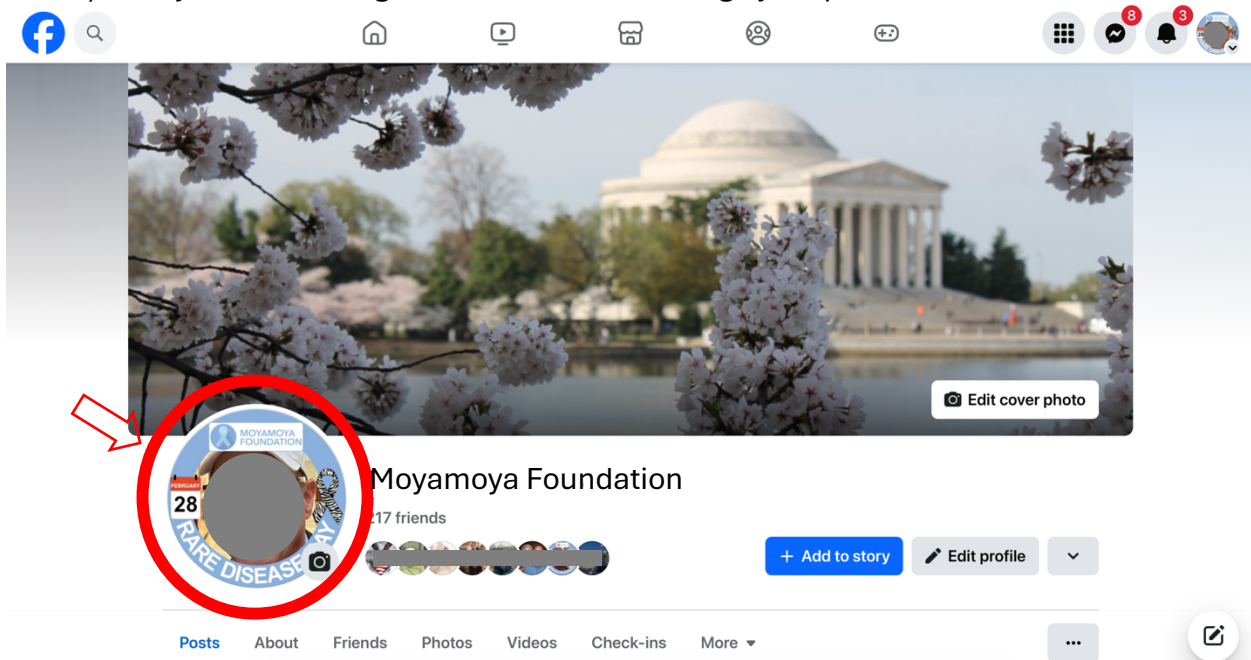 8
3
Edit cover photo
MOYAMOYA
FOUNDATION
FEBRUARY
28
RARE DISEASE DAY
Moyamoya Foundation
217 friends
+ Add to story
Edit profile
Posts
About
Friends
Photos
Videos
Check-ins
More